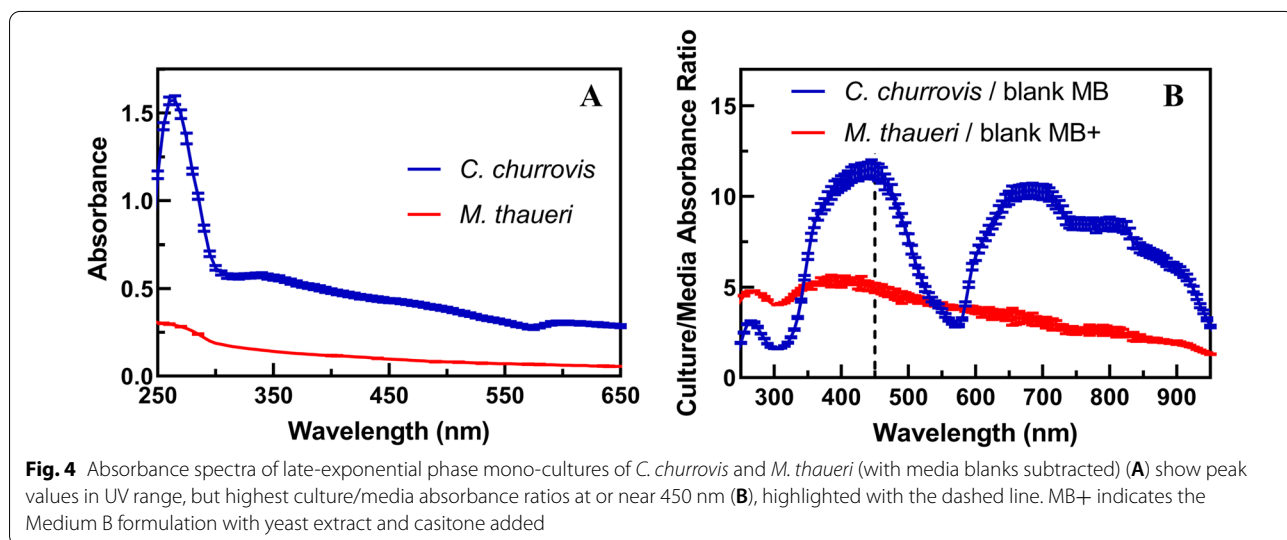 A
C. churrovis
M. thaueri
Absorbance
1.5
1.0
0.5
0.0
250
350
450
550
650
Wavelength (nm)
B
C. churrovis / blank MB
M. thaueri / blank MB+
Culture/Media Absorbance Ratio
15
10
5
0
300
400
500
600
700
800
900
Wavelength (nm)
Fig. 4 Absorbance spectra of late-exponential phase mono-cultures of C. churrovis and M. thaueri (with media blanks subtracted) (A) show peak
values in UV range, but highest culture/media absorbance ratios at or near 450 nm (B), highlighted with the dashed line. MB+ indicates the
Medium B formulation with yeast extract and casitone added